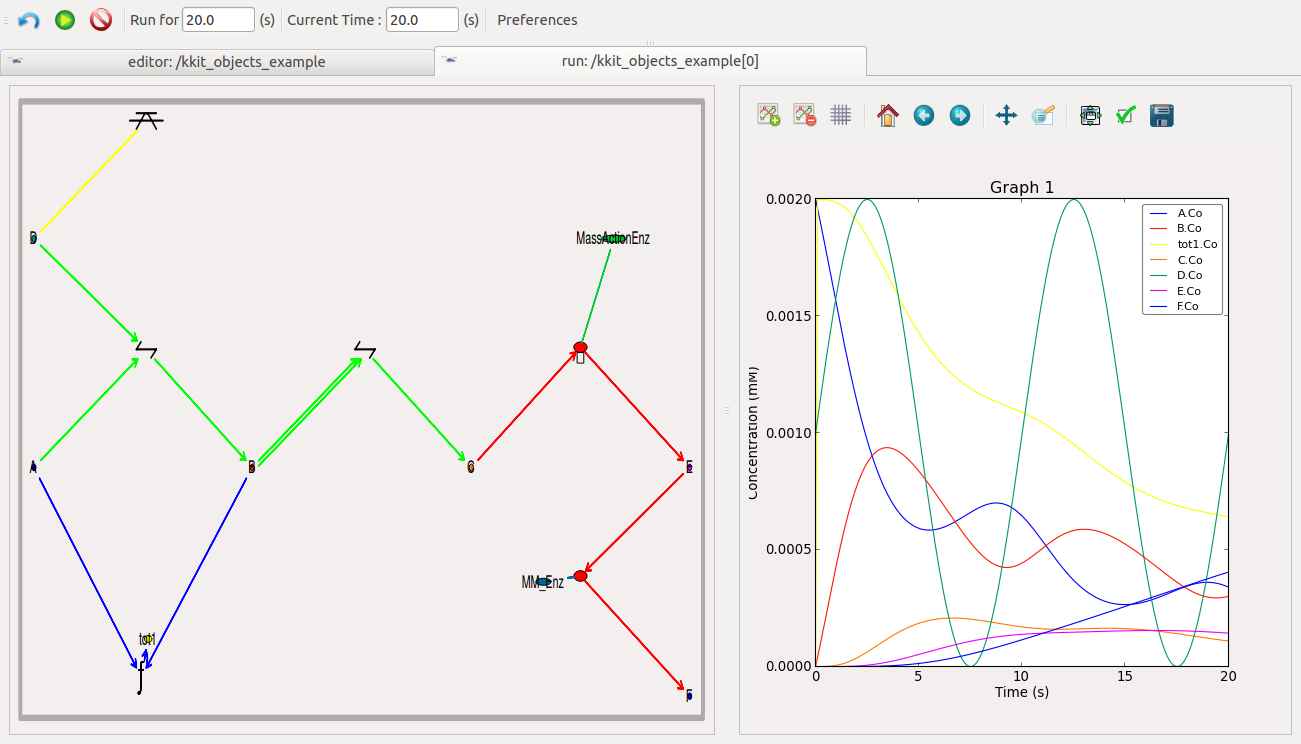 Run for 20.0 (s) Current Time : 20.0 (s) Preferences
editor: /kkit_objects_example run: /kkit_objects_example[0]
D
MassActionEnz
A
B
C
E
MM_Enz
tot1
F
Graph 1
0.0020
0.0015
0.0010
0.0005
0.0000
Concentration (mM)
0 5 10 15 20
Time (s)
A.Co
B.Co
tot1.Co
C.Co
D.Co
E.Co
F.Co